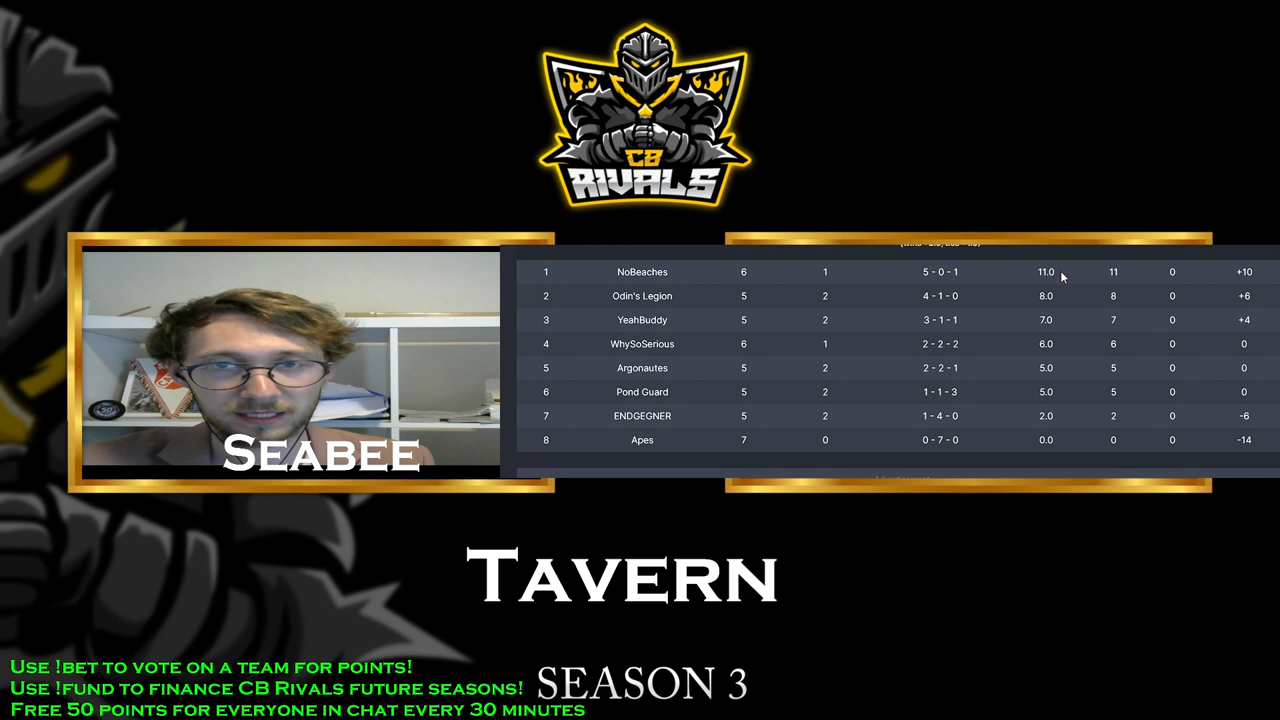 CB
RIVALS
1 NoBeaches 6 1 5 - 0 - 1 11.0 11 0 +10
2 Odin's Legion 5 2 4 - 1 - 0 8.0 8 0 +6
3 YeahBuddy 5 2 3 - 1 - 1 7.0 7 0 +4
4 WhySoSerious 6 1 2 - 2 - 2 6.0 6 0 0
5 Argonautes 5 2 2 - 2 - 1 5.0 5 0 0
6 Pond Guard 5 2 1 - 1 - 3 5.0 5 0 0
7 ENDGEGNER 5 2 1 - 4 - 0 2.0 2 0 -6
8 Apes 7 0 0 - 7 - 0 0.0 0 0 -14
SEABEE
TAVERN
SEASON 3
USE !BET TO VOTE ON A TEAM FOR POINTS!
USE !FUND TO FINANCE CB RIVALS FUTURE SEASONS!
FREE 50 POINTS FOR EVERYONE IN CHAT EVERY 30 MINUTES